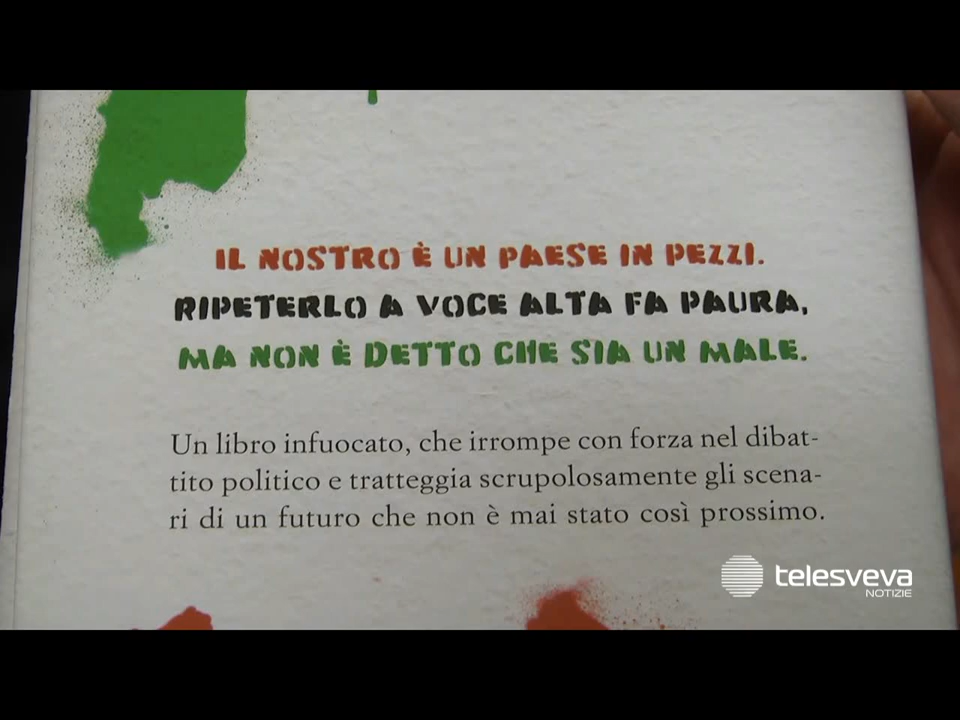 IL NOSTRO È UN PAESE IN PEZZI.
RIPETERLO A VOCE ALTA FA PAURA,
MA NON È DETTO CHE SIA UN MALE.
Un libro infuocato, che irrompe con forza nel dibat-
tito politico e tratteggia scrupolosamente gli scena-
ri di un futuro che non è mai stato così prossimo.
telesveva
NOTIZIE